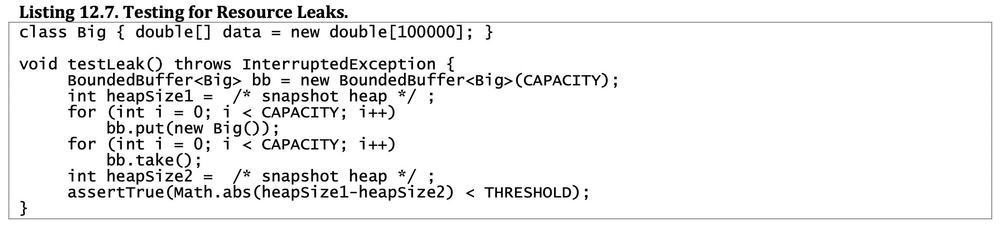 Listing 12.7. Testing for Resource Leaks.
class Big { double[] data = new double[100000]; }
void testLeak() throws InterruptedException {
BoundedBuffer<Big> bb = new BoundedBuffer<Big>(CAPACITY);
int heapSize1 =  /* snapshot heap */ ;
for (int i = 0; i < CAPACITY; i++)
bb.put(new Big());
for (int i = 0; i < CAPACITY; i++)
bb.take();
int heapSize2 =  /* snapshot heap */ ;
assertTrue(Math.abs(heapSize1-heapSize2) < THRESHOLD);
}